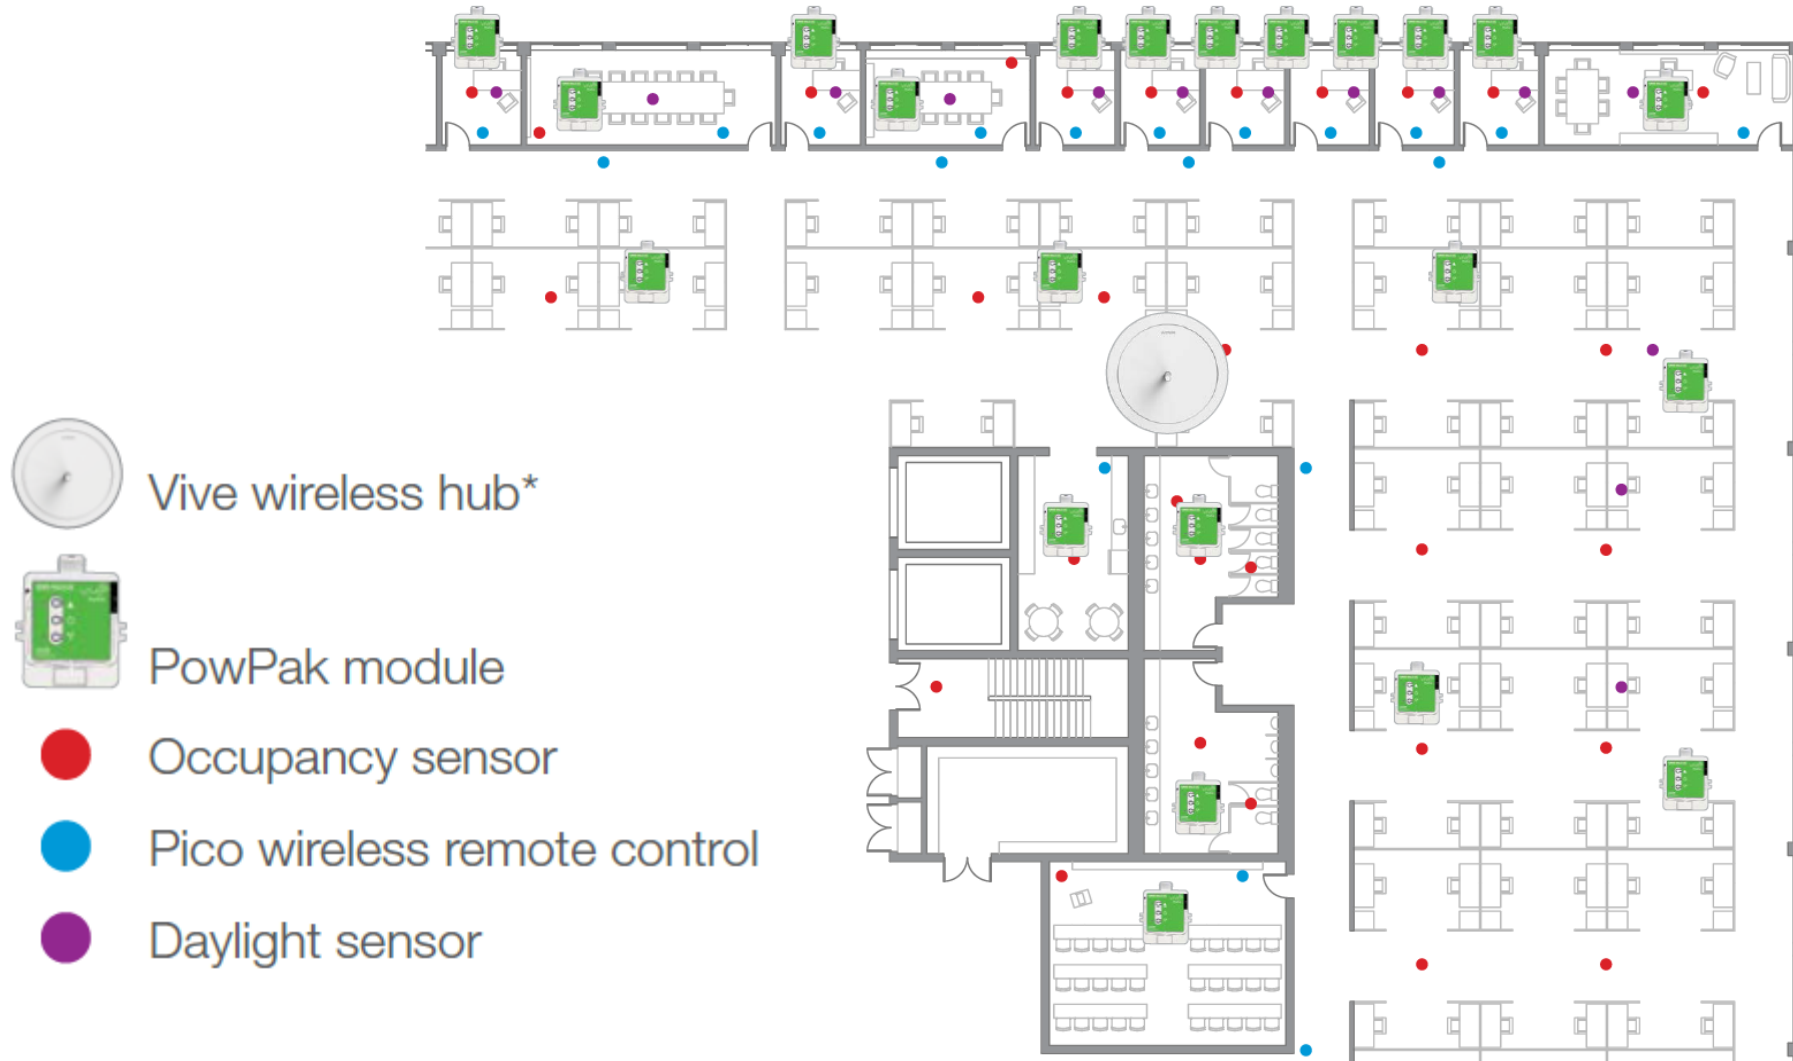 Vive wireless hub*
PowPak module
Occupancy sensor
Pico wireless remote control
Daylight sensor